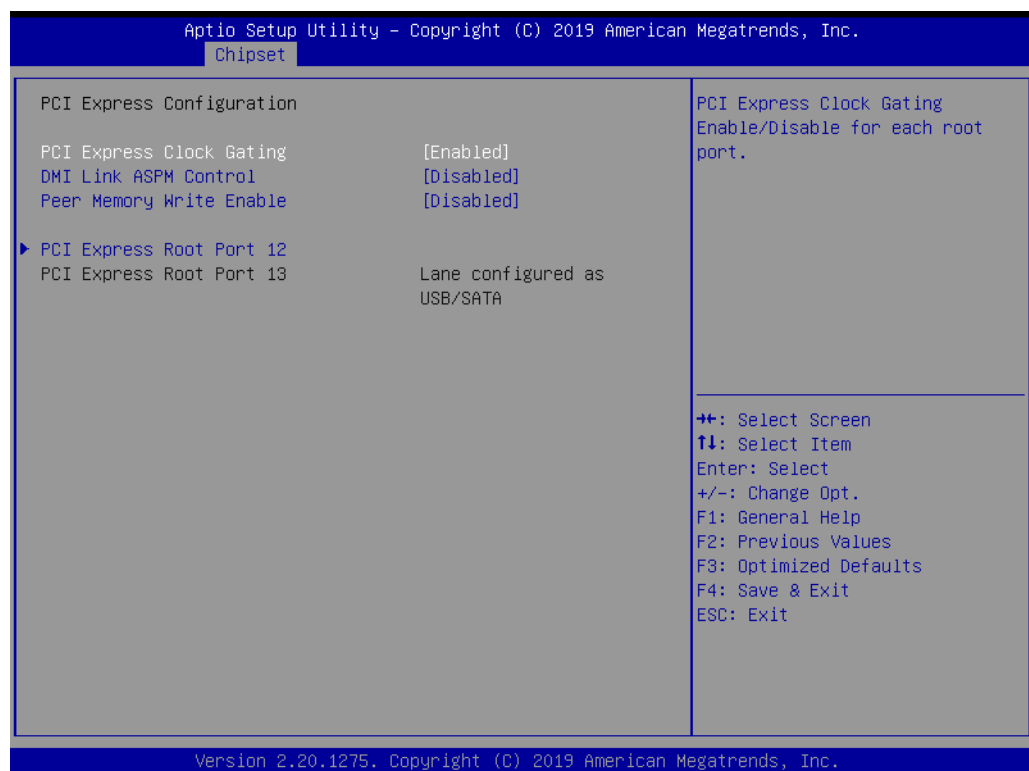 Aptio Setup Utility – Copyright (C) 2019 American Megatrends, Inc.
Chipset
PCI Express Configuration
PCI Express Clock Gating [Enabled]
DMI Link ASPM Control [Disabled]
Peer Memory Write Enable [Disabled]
▶ PCI Express Root Port 12
PCI Express Root Port 13 Lane configured as
USB/SATA
PCI Express Clock Gating
Enable/Disable for each root
port.
→←: Select Screen
↑↓: Select Item
Enter: Select
+/-: Change Opt.
F1: General Help
F2: Previous Values
F3: Optimized Defaults
F4: Save & Exit
ESC: Exit
Version 2.20.1275. Copyright (C) 2019 American Megatrends, Inc.